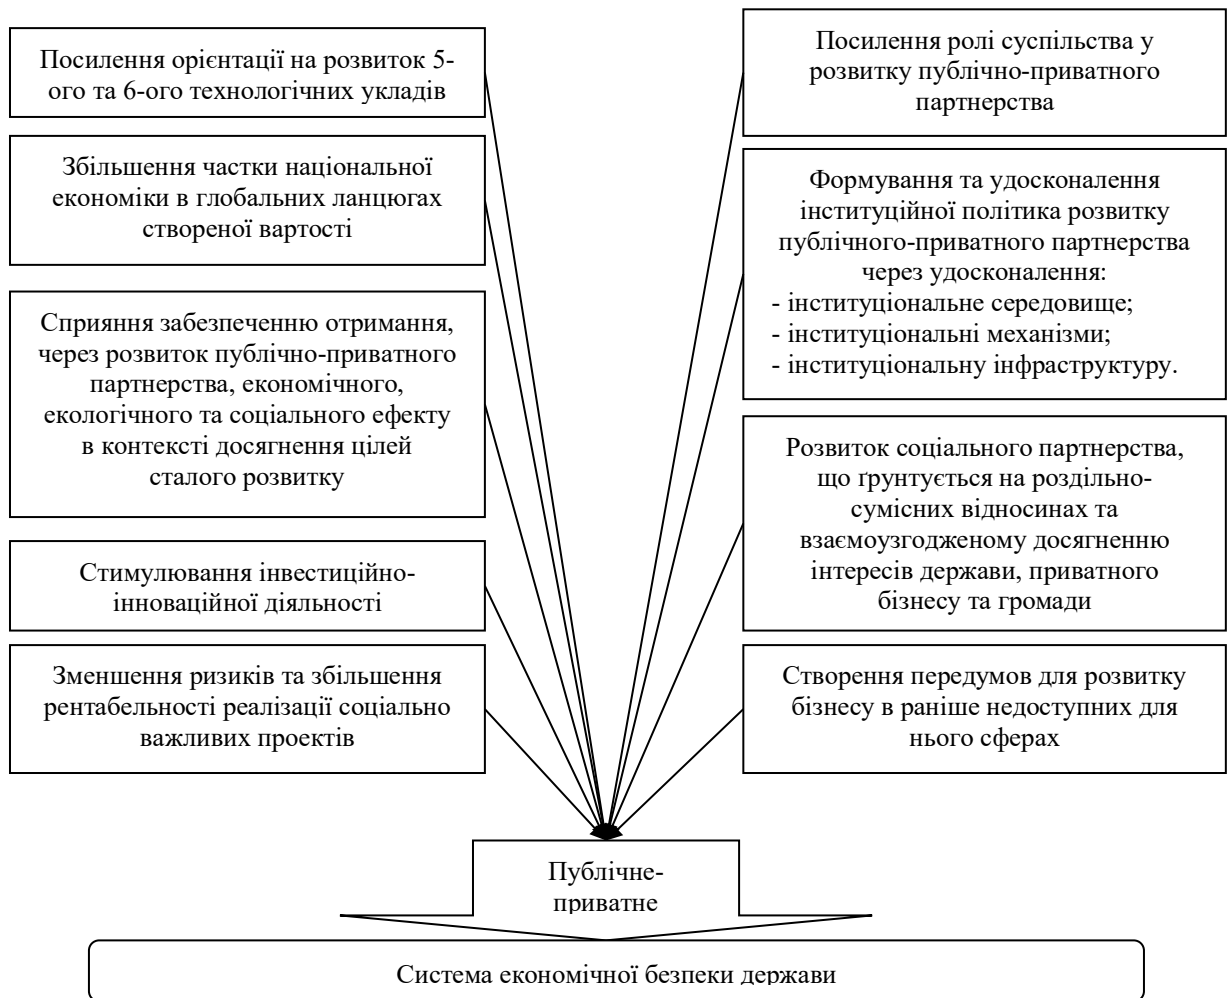 Посилення орієнтації на розвиток 5-
ого та 6-ого технологічних укладів
Збільшення частки національної
економіки в глобальних ланцюгах
створеної вартості
Сприяння забезпеченню отримання,
через розвиток публічно-приватного
партнерства, економічного,
екологічного та соціального ефекту
в контексті досягнення цілей
сталого розвитку
Стимулювання інвестиційно-
інноваційної діяльності
Зменшення ризиків та збільшення
рентабельності реалізації соціально
важливих проектів
Посилення ролі суспільства у
розвитку публічно-приватного
партнерства
Формування та удосконалення
інституційної політика розвитку
публічного-приватного партнерства
через удосконалення:
- інституціональне середовище;
- інституціональні механізми;
- інституціональну інфраструктуру.
Розвиток соціального партнерства,
що ґрунтується на роздільно-
сумісних відносинах та
взаємоузгодженому досягненню
інтересів держави, приватного
бізнесу та громади
Створення передумов для розвитку
бізнесу в раніше недоступних для
нього сферах
Публічне-
приватне
Система економічної безпеки держави